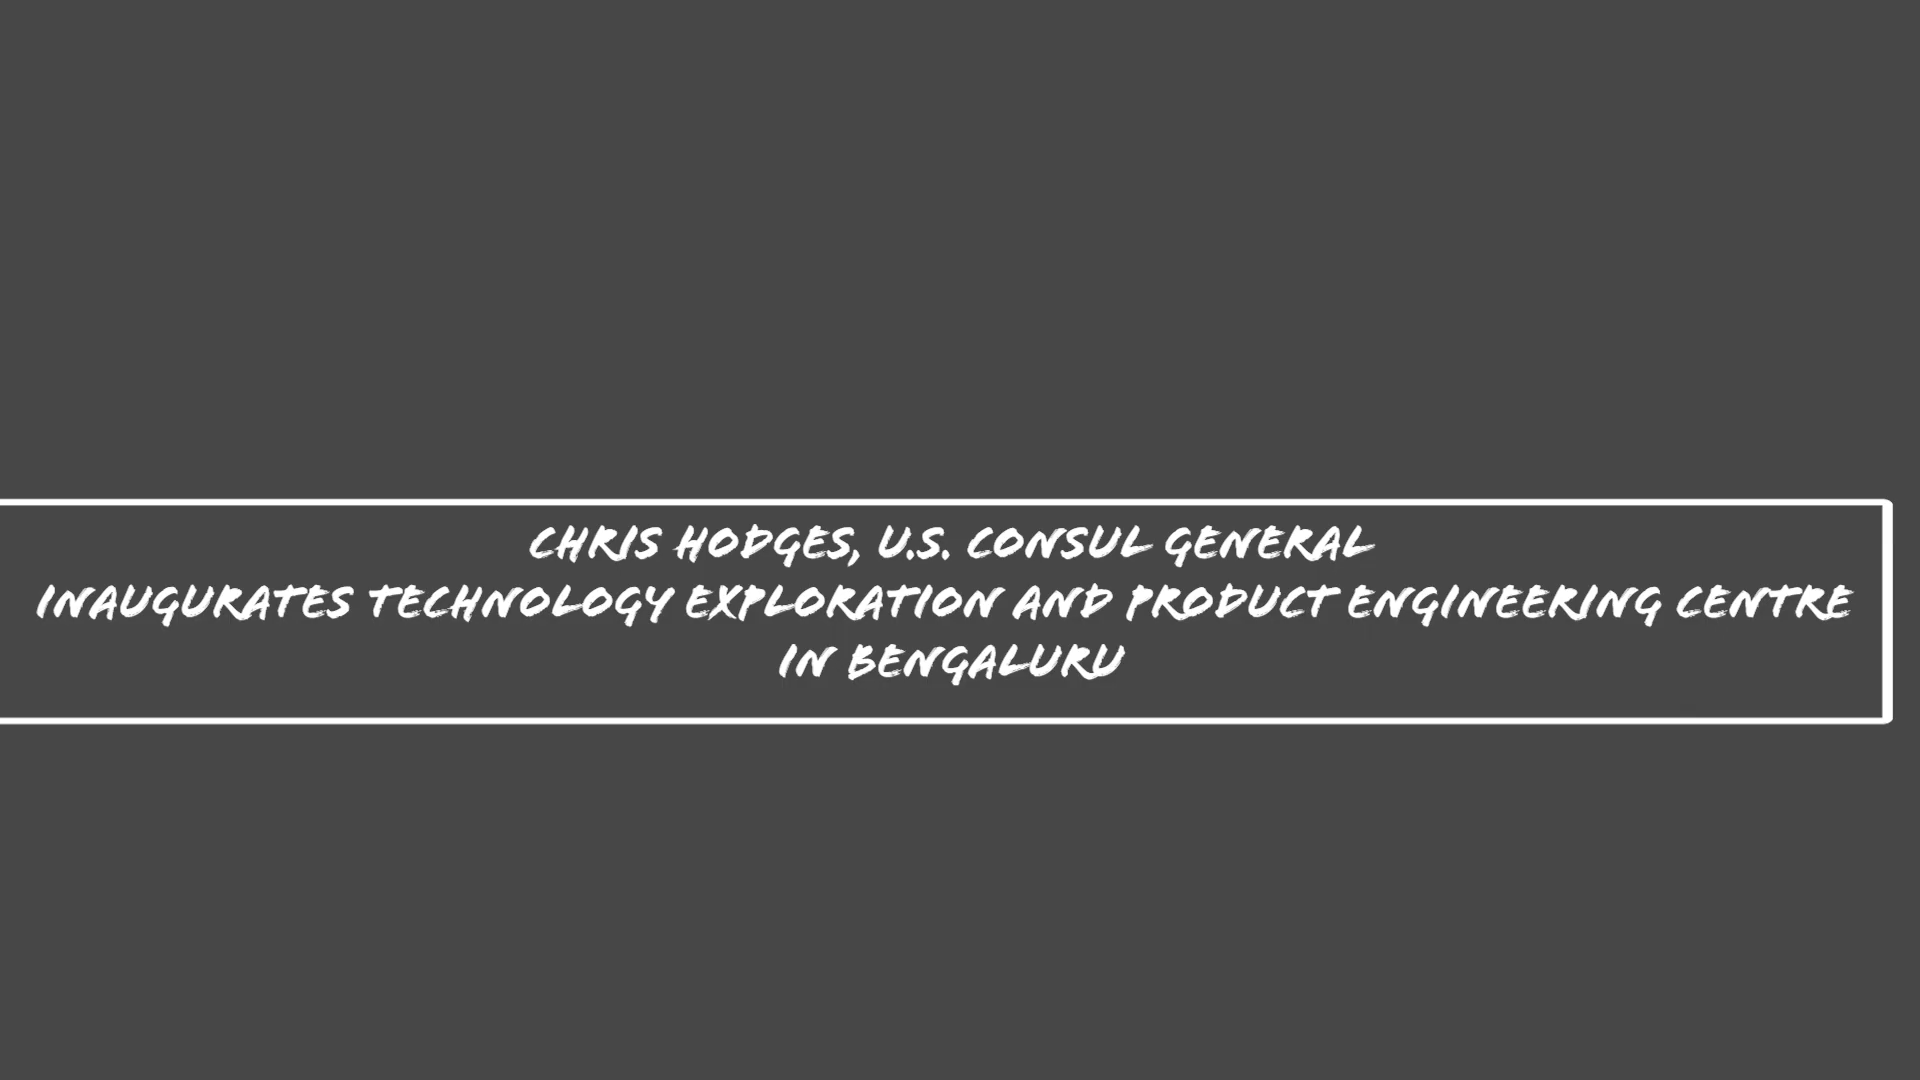 CHRIS HODGES, U.S. CONSUL GENERAL
INAUGURATES TECHNOLOGY EXPLORATION AND PRODUCT ENGINEERING CENTRE
IN BENGALURU